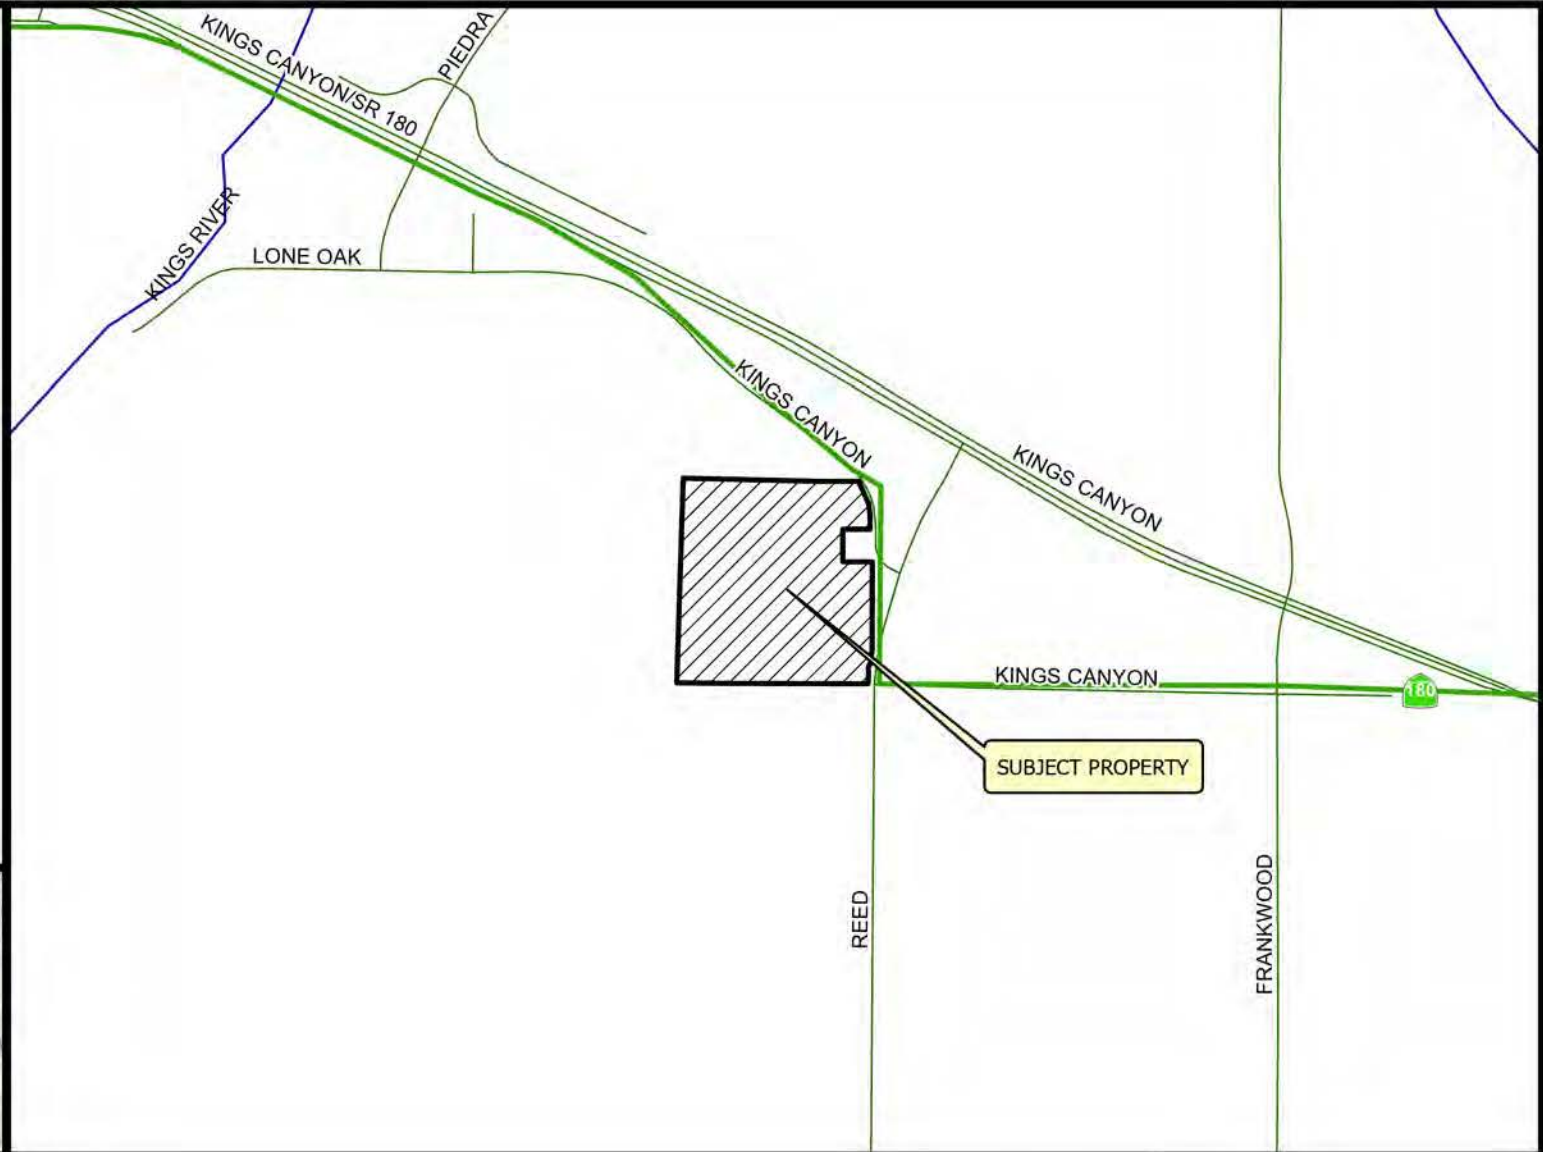 KINGS CANYON/SR 180
PIEDRA
KINGS RIVER
LONE OAK
KINGS CANYON
KINGS CANYON
KINGS CANYON
180
SUBJECT PROPERTY
REED
FRANKWOOD